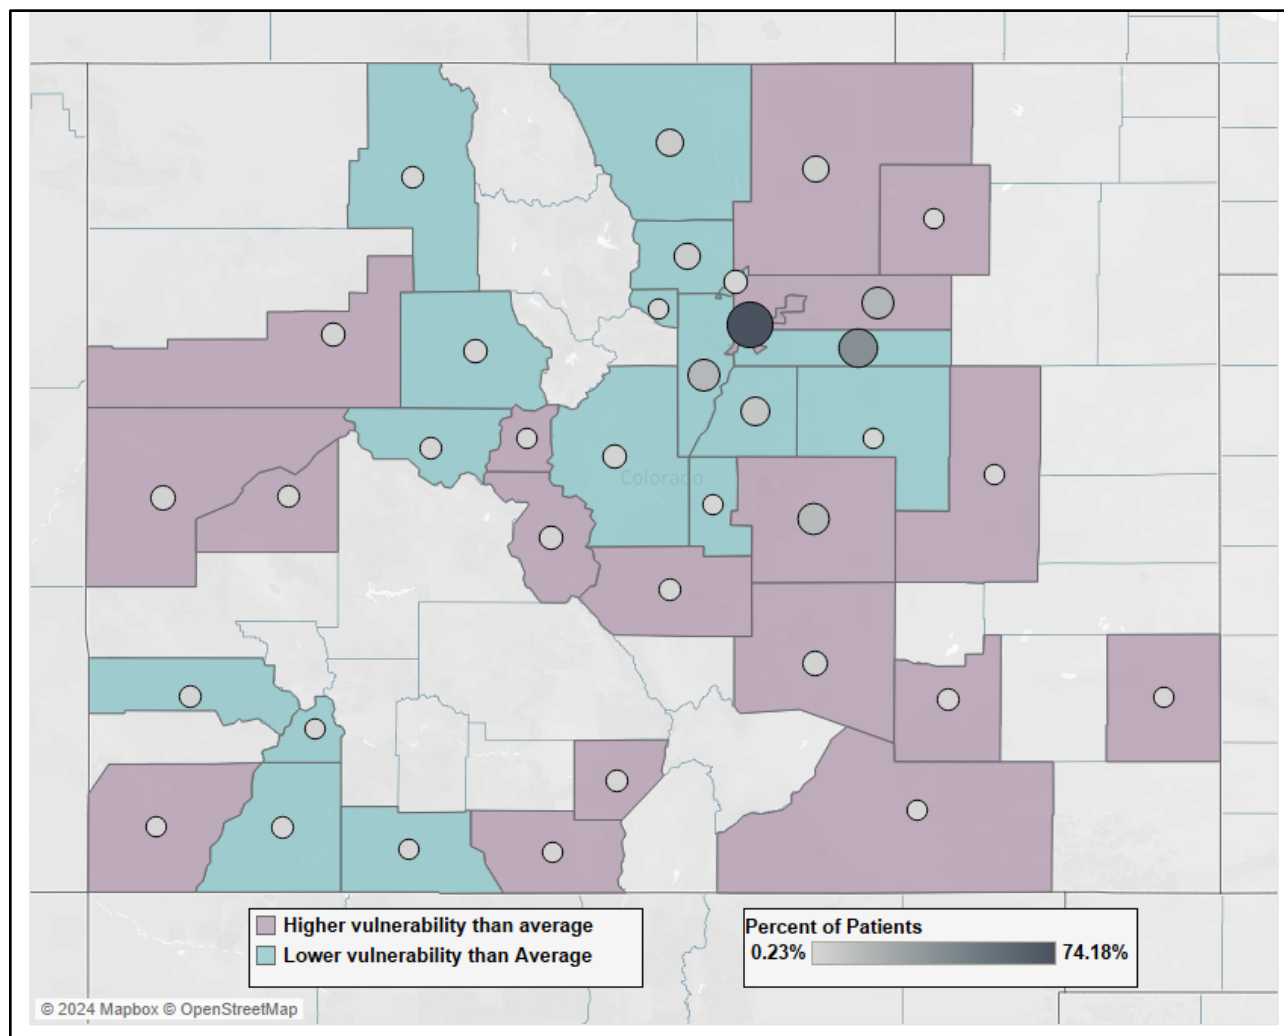 Colorado
Higher vulnerability than average
Lower vulnerability than Average
Percent of Patients
0.23% 74.18%
© 2024 Mapbox © OpenStreetMap